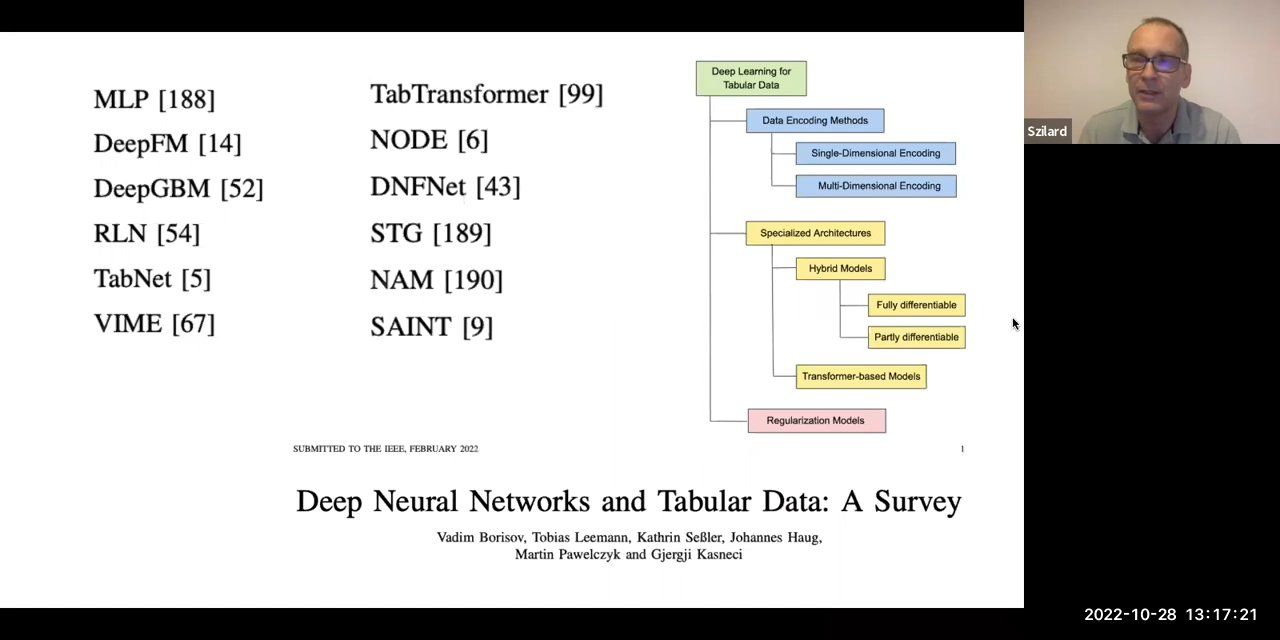 MLP [188]
DeepFM [14]
DeepGBM [52]
RLN [54]
TabNet [5]
VIME [67]
TabTransformer [99]
NODE [6]
DNFNet [43]
STG [189]
NAM [190]
SAINT [9]
Deep Learning for
Tabular Data
Data Encoding Methods
Single-Dimensional Encoding
Multi-Dimensional Encoding
Specialized Architectures
Hybrid Models
Fully differentiable
Partly differentiable
Transformer-based Models
Regularization Models
SUBMITTED TO THE IEEE, FEBRUARY 2022 1
Deep Neural Networks and Tabular Data: A Survey
Vadim Borisov, Tobias Leemann, Kathrin Seßler, Johannes Haug,
Martin Pawelczyk and Gjergji Kasneci
Szilard
2022-10-28 13:17:21